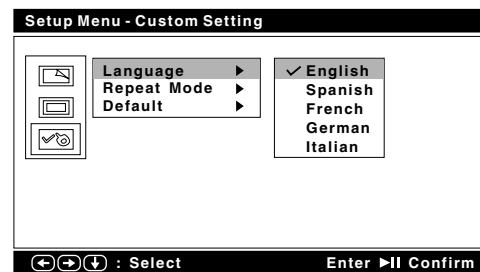 Setup Menu - Custom Setting
Language ▶
Repeat Mode ▶
Default ▶
✓ English
Spanish
French
German
Italian
←→↓ : Select
Enter ▶II Confirm